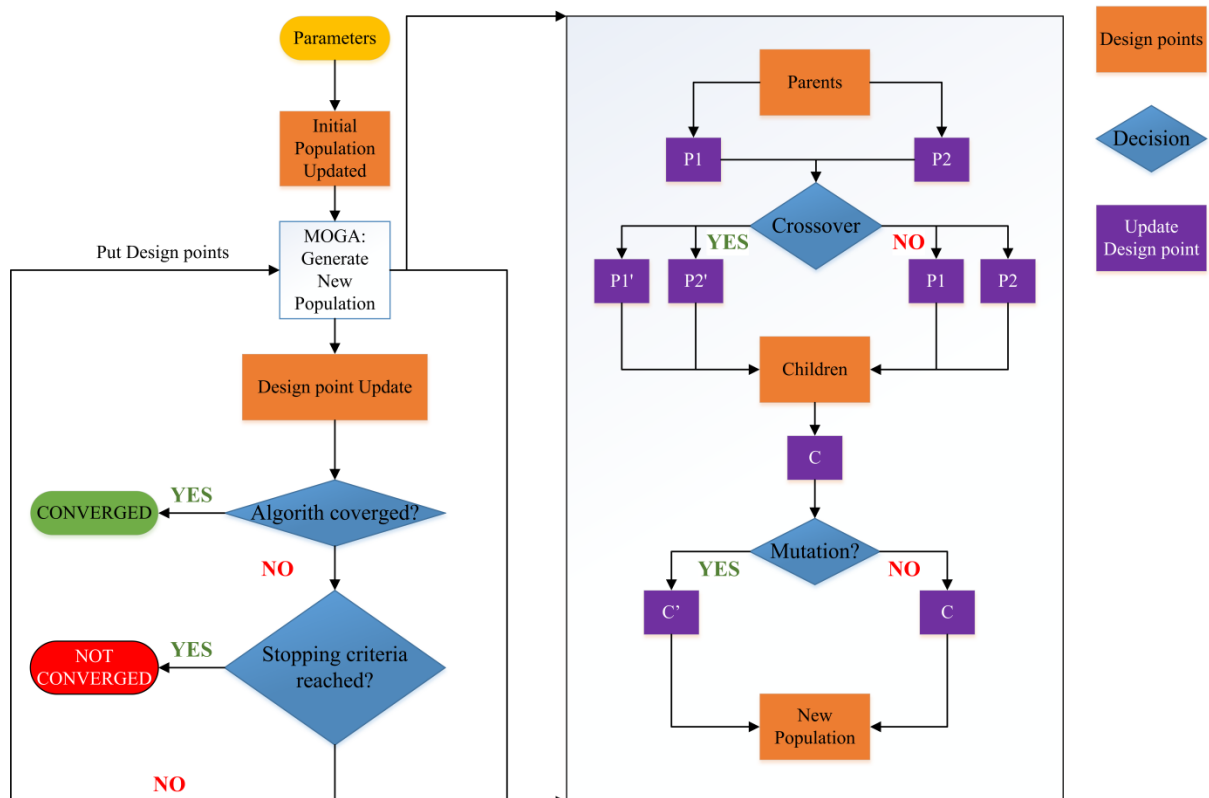 Parameters
Initial
Population
Updated
Put Design points
MOGA:
Generate
New
Population
Design point Update
YES
CONVERGED
Algorith coverged?
NO
YES
NOT
CONVERGED
Stopping criteria
reached?
NO
Parents
P1
P2
Crossover
YES
NO
P1'
P2'
P1
P2
Children
C
Mutation?
YES
NO
C’
C
New
Population
Design points
Decision
Update
Design point